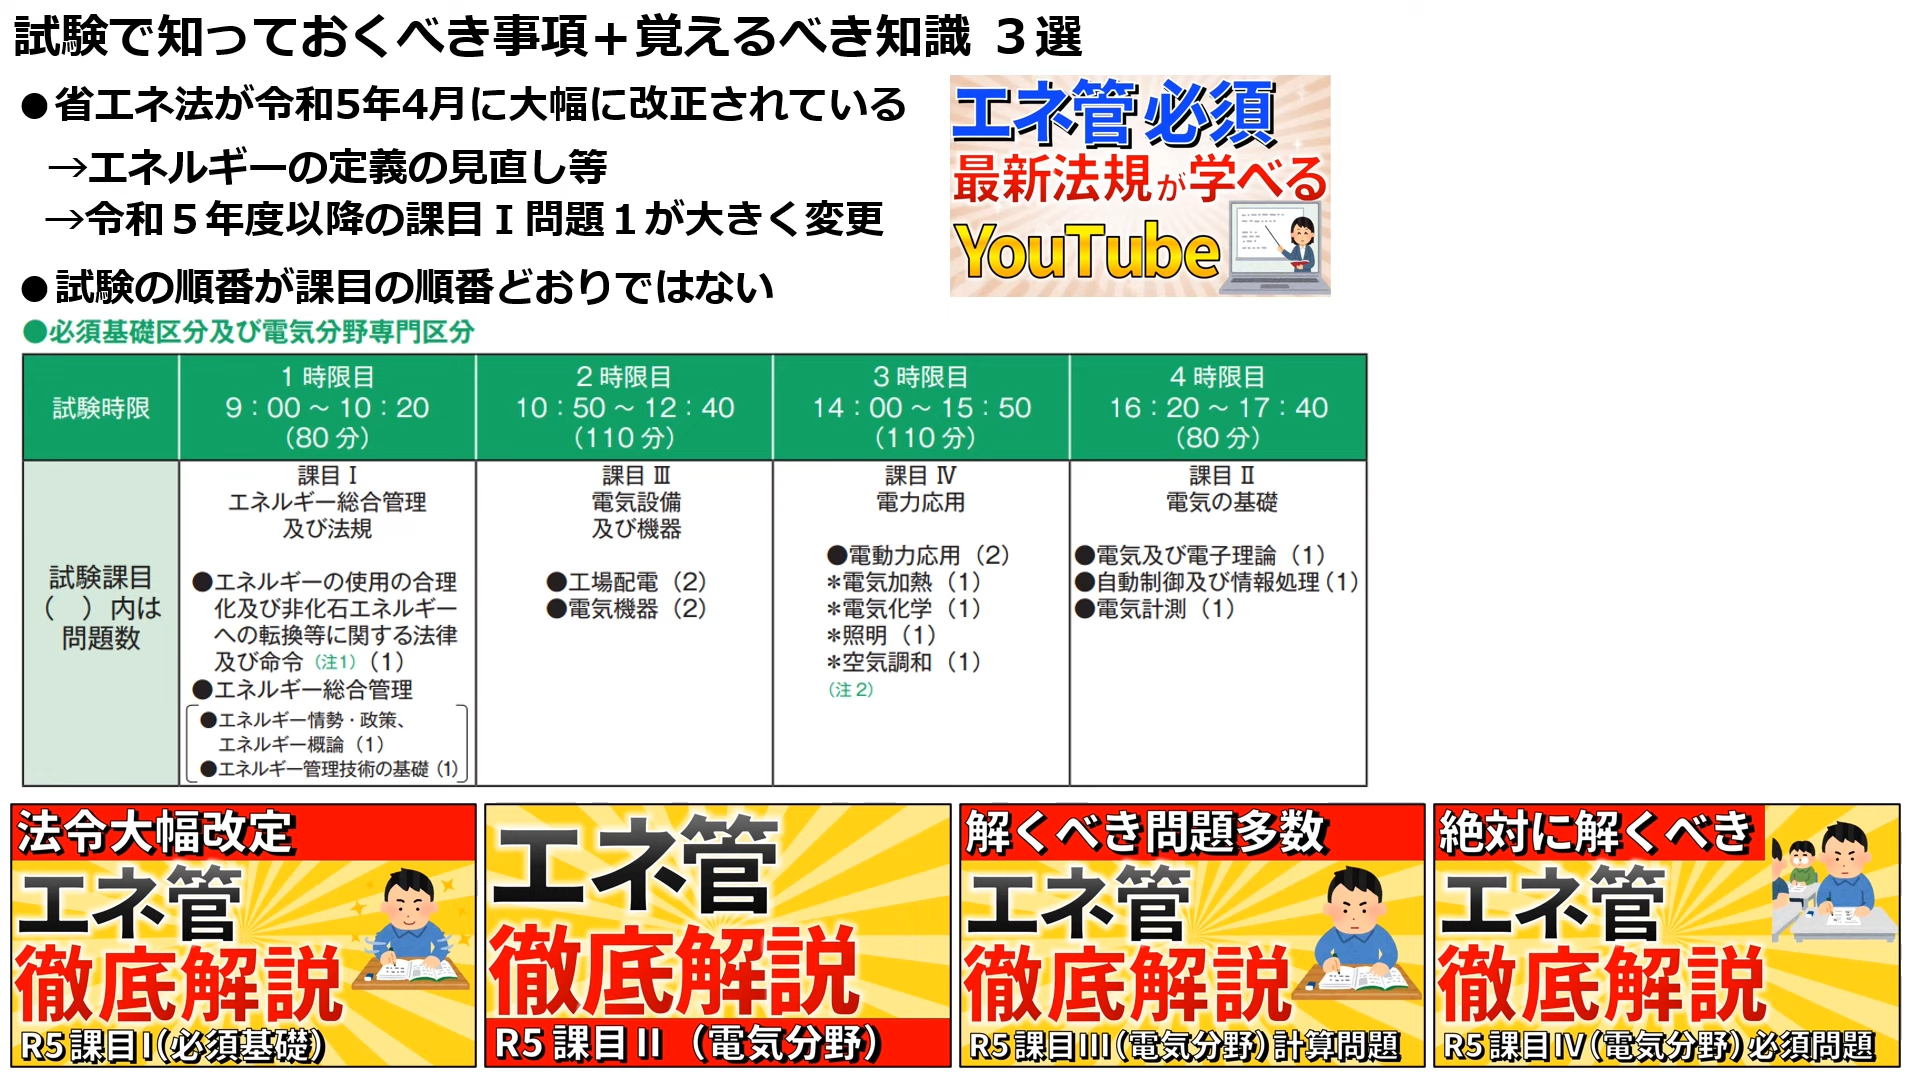 試験で知っておくべき事項＋覚えるべき知識 ３選
●省エネ法が令和5年4月に大幅に改正されている
→エネルギーの定義の見直し等
→令和５年度以降の課目Ⅰ問題１が大きく変更
エネ管必須
最新法規が学べる
YouTube
●試験の順番が課目の順番どおりではない
●必須基礎区分及び電気分野専門区分
試験時限
1 時限目
9：00～10：20
（80 分）
2 時限目
10：50～12：40
（110 分）
3 時限目
14：00～15：50
（110 分）
4 時限目
16：20～17：40
（80 分）
試験課目
（　）内は
問題数
課目 Ⅰ
エネルギー総合管理
及び法規
●エネルギーの使用の合理
化及び非化石エネルギー
への転換等に関する法律
及び命令（注1）（1）
●エネルギー総合管理
●エネルギー情勢・政策、
エネルギー概論（1）
●エネルギー管理技術の基礎（1）
課目 Ⅲ
電気設備
及び機器
●工場配電（2）
●電気機器（2）
課目 Ⅳ
電力応用
●電動力応用（2）
＊電気加熱（1）
＊電気化学（1）
＊照明（1）
＊空気調和（1）
（注 2）
課目 Ⅱ
電気の基礎
●電気及び電子理論（1）
●自動制御及び情報処理（1）
●電気計測（1）
法令大幅改定
エネ管
徹底解説
R5課目Ⅰ（必須基礎）
エネ管
徹底解説
R5課目Ⅱ（電気分野）
解くべき問題多数
エネ管
徹底解説
R5課目Ⅲ（電気分野）計算問題
絶対に解くべき
エネ管
徹底解説
R5課目Ⅳ（電気分野）必須問題